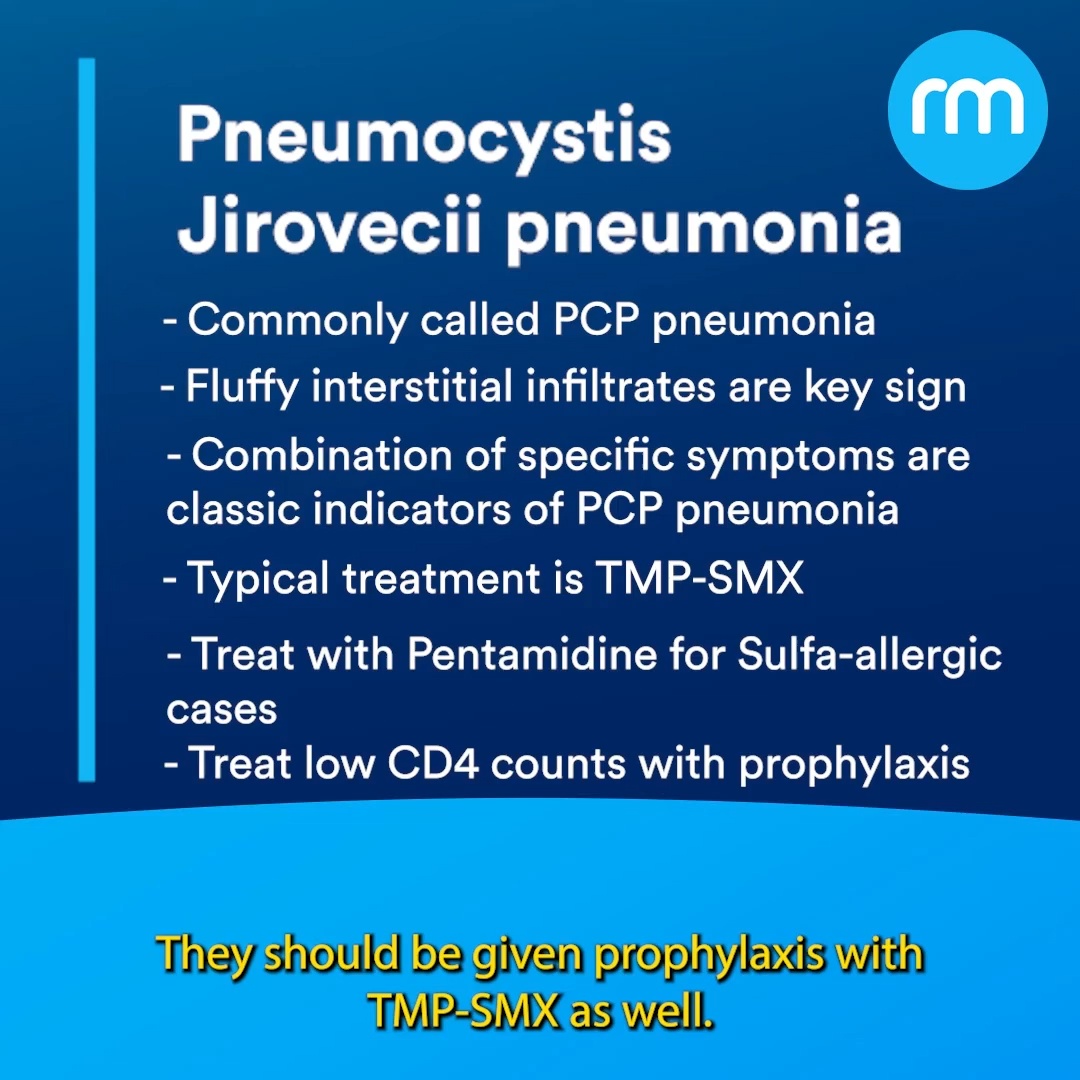 rm
Pneumocystis
Jirovecii pneumonia
- Commonly called PCP pneumonia
- Fluffy interstitial infiltrates are key sign
- Combination of specific symptoms are
classic indicators of PCP pneumonia
- Typical treatment is TMP-SMX
- Treat with Pentamidine for Sulfa-allergic
cases
- Treat low CD4 counts with prophylaxis
They should be given prophylaxis with
TMP-SMX as well.